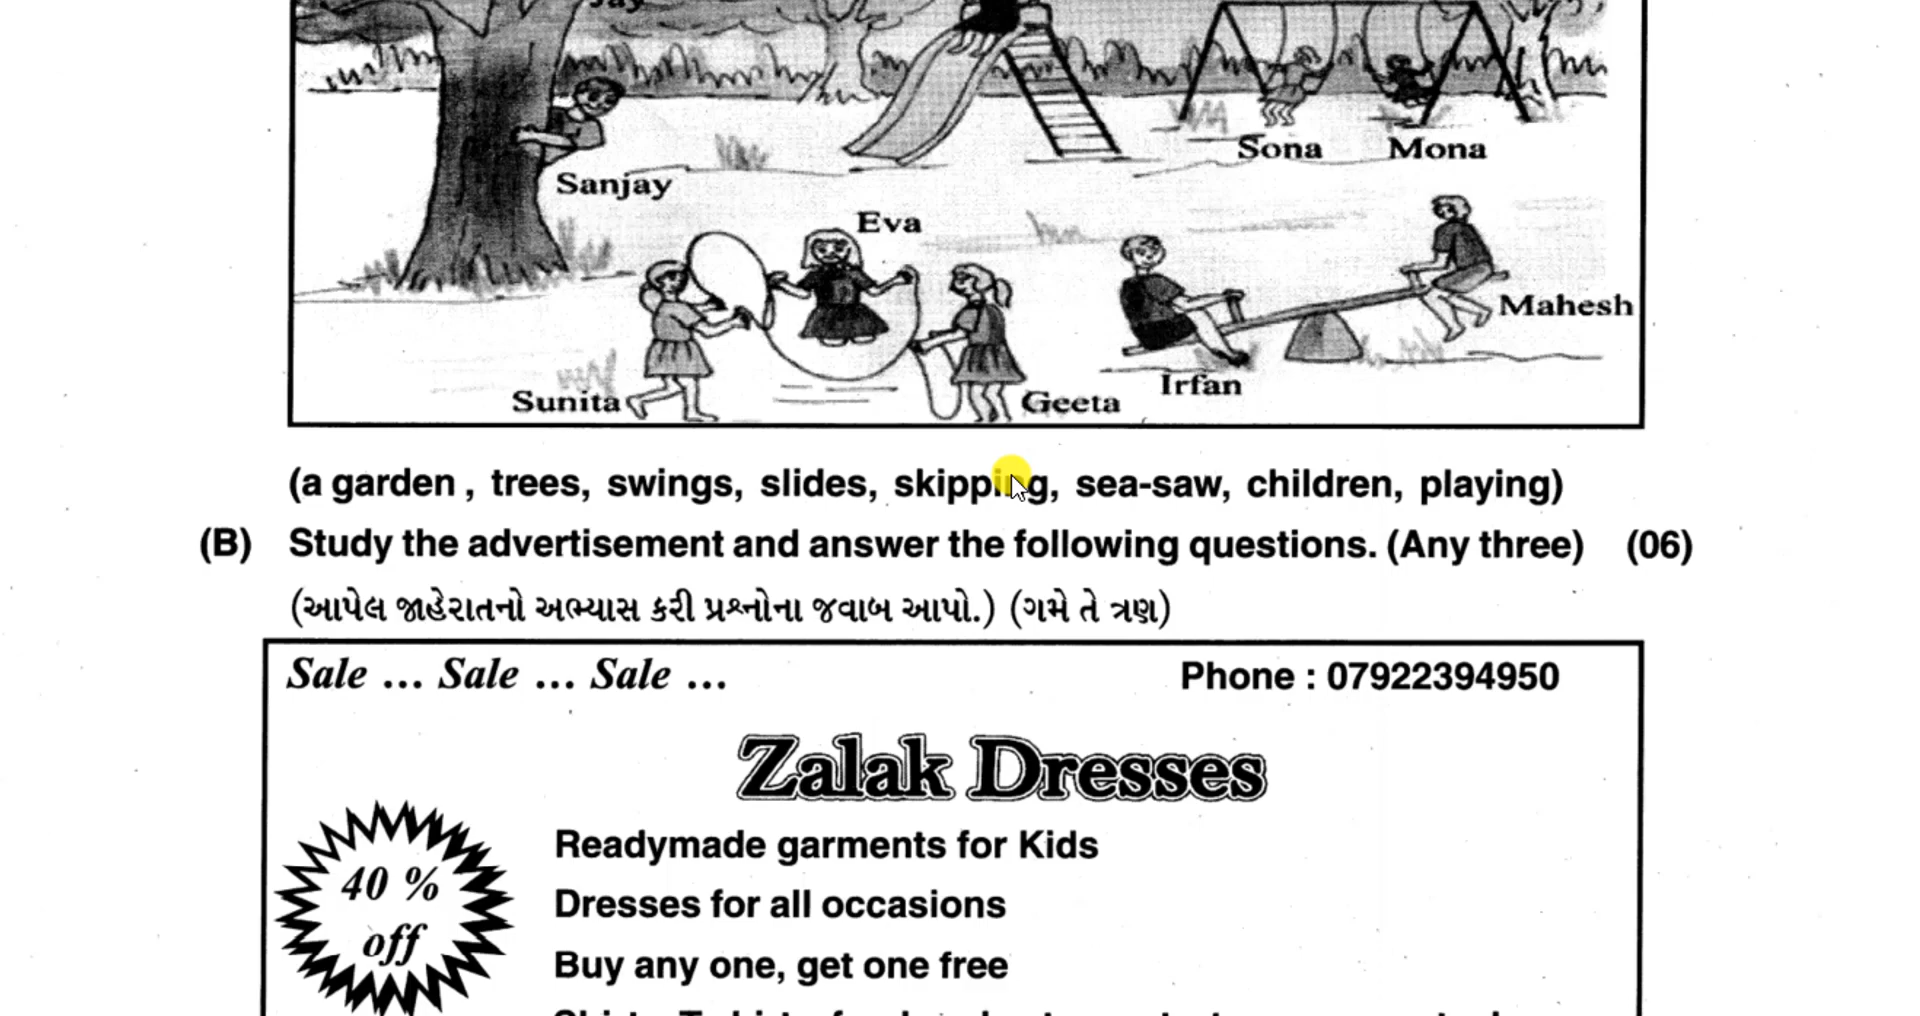 Jay
Sona Mona
Sanjay
Eva
Mahesh
Irfan
Sunita Geeta
(a garden , trees, swings, slides, skipping, sea-saw, children, playing)
(B) Study the advertisement and answer the following questions. (Any three) (06)
(આપેલ જાહેરાતનો અભ્યાસ કરી પ્રશ્નોના જવાબ આપો.) (ગમે તે ત્રણ)
Sale ... Sale ... Sale ... Phone : 07922394950
Zalak Dresses
40 %
off
Readymade garments for Kids
Dresses for all occasions
Buy any one, get one free